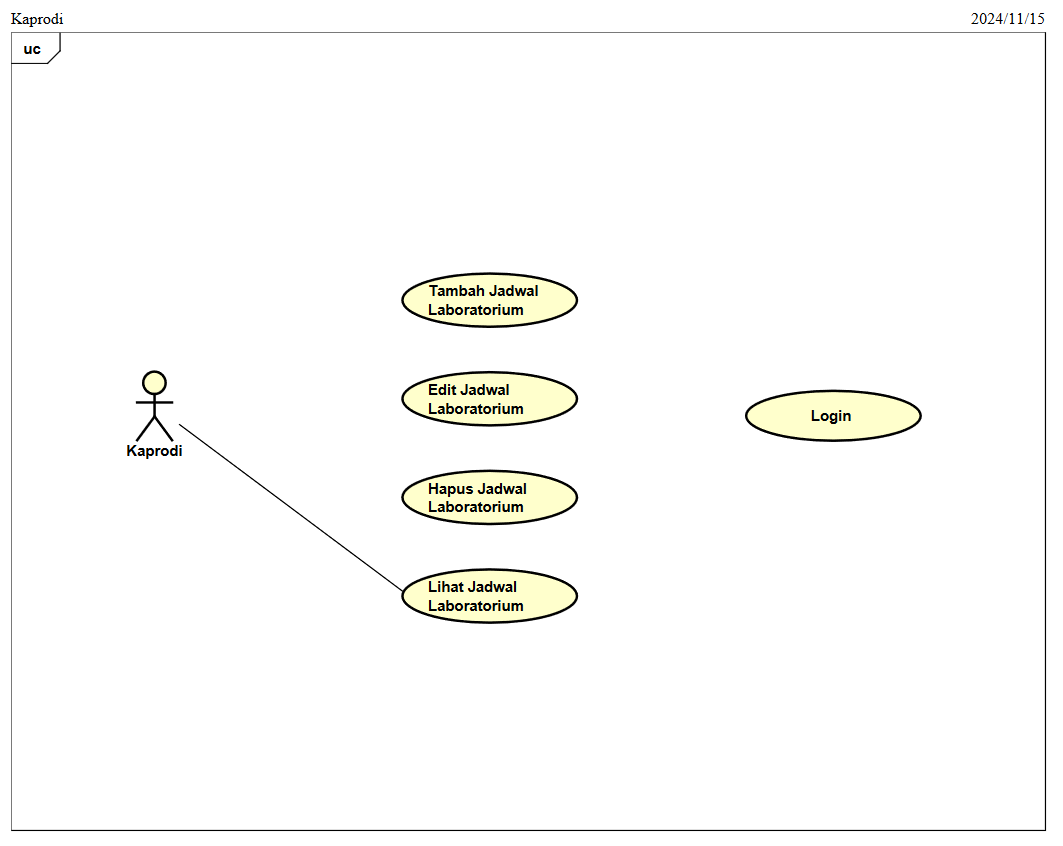 Kaprodi
2024/11/15
uc
Tambah Jadwal
Laboratorium
Edit Jadwal
Laboratorium
Login
Kaprodi
Hapus Jadwal
Laboratorium
Lihat Jadwal
Laboratorium